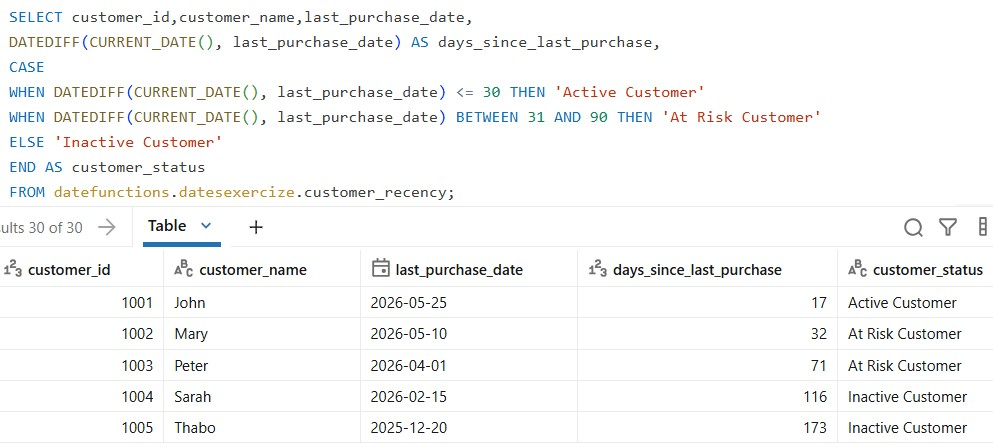 SELECT customer_id,customer_name,last_purchase_date,
DATEDIFF(CURRENT_DATE(), last_purchase_date) AS days_since_last_purchase,
CASE
WHEN DATEDIFF(CURRENT_DATE(), last_purchase_date) <= 30 THEN 'Active Customer'
WHEN DATEDIFF(CURRENT_DATE(), last_purchase_date) BETWEEN 31 AND 90 THEN 'At Risk Customer'
ELSE 'Inactive Customer'
END AS customer_status
FROM datefunctions.datesexercize.customer_recency;
ults 30 of 30 → Table +
123 customer_id ABC customer_name last_purchase_date 123 days_since_last_purchase ABC customer_status
1001 John 2026-05-25 17 Active Customer
1002 Mary 2026-05-10 32 At Risk Customer
1003 Peter 2026-04-01 71 At Risk Customer
1004 Sarah 2026-02-15 116 Inactive Customer
1005 Thabo 2025-12-20 173 Inactive Customer